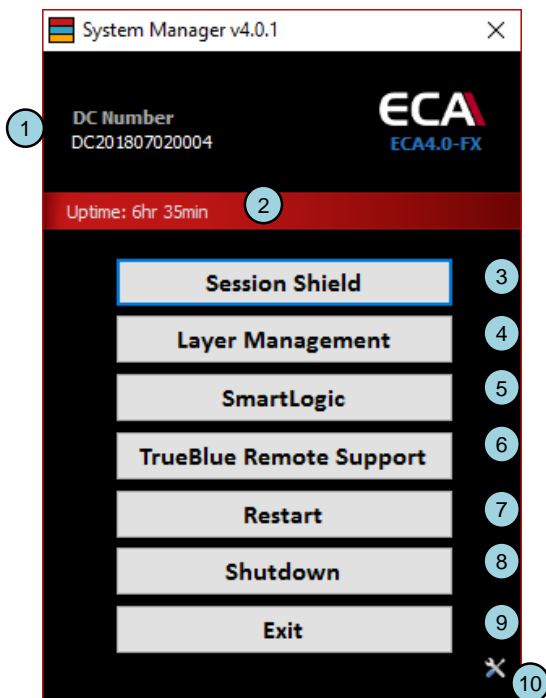 System Manager v4.0.1
1
DC Number
DC201807020004
ECA
ECA4.0-FX
Uptime: 6hr 35min
2
Session Shield
3
Layer Management
4
SmartLogic
5
TrueBlue Remote Support
6
Restart
7
Shutdown
8
Exit
9
10